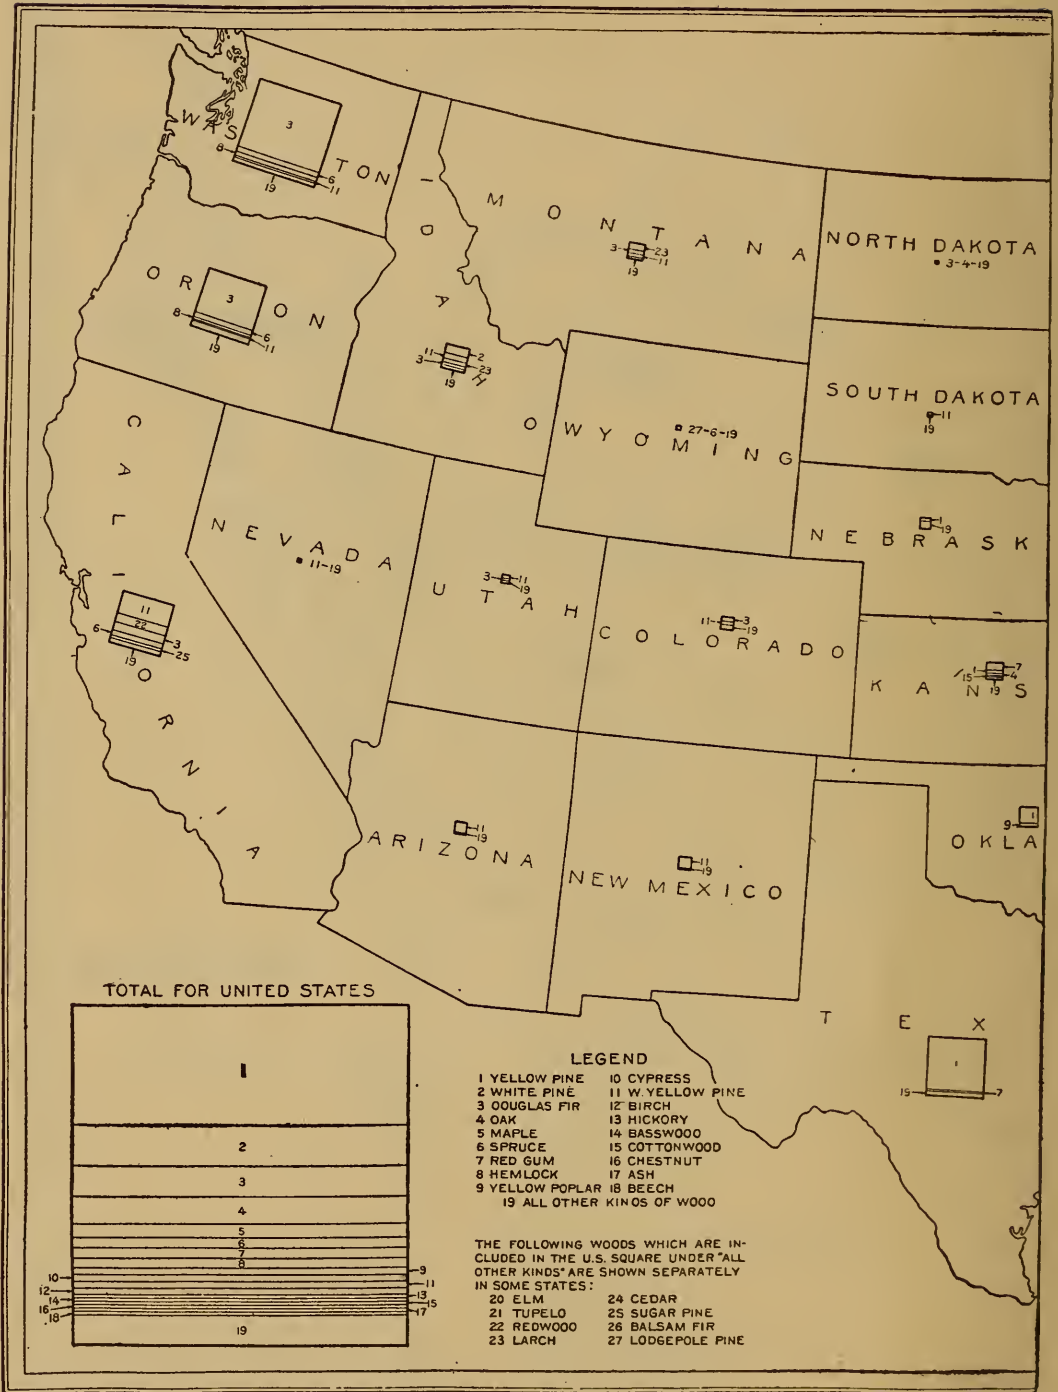 WAS TON
3
8
6
11
19
IDAHO
11
2
3
23
19
MONTANA
3
23
11
19
NORTH DAKOTA
3-4-19
OREGON
3
8
6
11
19
SOUTH DAKOTA
11
19
WYOMING
27-6-19
CALIFORNIA
11
22
6
3
25
19
NEVADA
11-19
UTAH
3
11
19
COLORADO
11
3
19
NEBRASK
1
19
KANS
1
7
15
4
19
ARIZONA
11
19
NEW MEXICO
11
19
OKLA
1
9
TEX
1
15
7
TOTAL FOR UNITED STATES
1
2
3
4
5
6
7
8
9
10
11
12
13
14
15
16
17
18
19
LEGEND
1 YELLOW PINE 10 CYPRESS
2 WHITE PINE 11 W. YELLOW PINE
3 DOUGLAS FIR 12 BIRCH
4 OAK 13 HICKORY
5 MAPLE 14 BASSWOOD
6 SPRUCE 15 COTTONWOOD
7 RED GUM 16 CHESTNUT
8 HEMLOCK 17 ASH
9 YELLOW POPLAR 18 BEECH
19 ALL OTHER KINDS OF WOOD
THE FOLLOWING WOODS WHICH ARE IN-
CLUDED IN THE U.S. SQUARE UNDER "ALL
OTHER KINDS" ARE SHOWN SEPARATELY
IN SOME STATES:
20 ELM 24 CEDAR
21 TUPELO 25 SUGAR PINE
22 REDWOOD 26 BALSAM FIR
23 LARCH 27 LODGEPOLE PINE